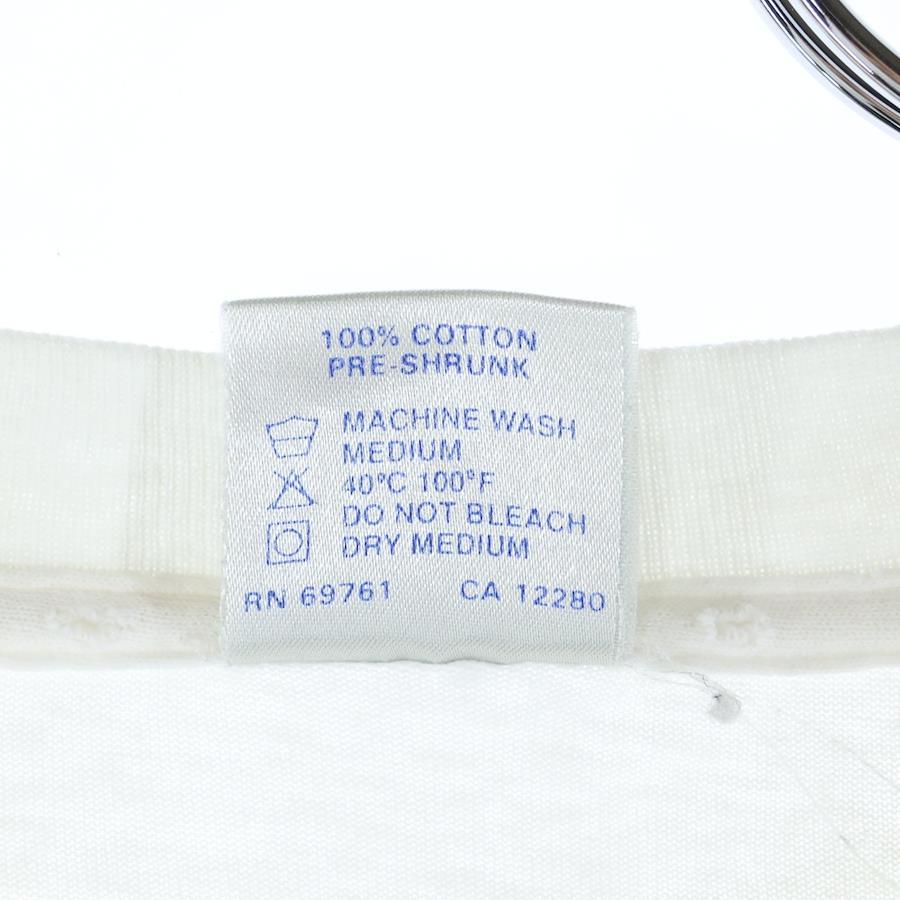 100% COTTON
PRE-SHRUNK
MACHINE WASH
MEDIUM
40°C 100°F
DO NOT BLEACH
DRY MEDIUM
RN 69761 CA 12280